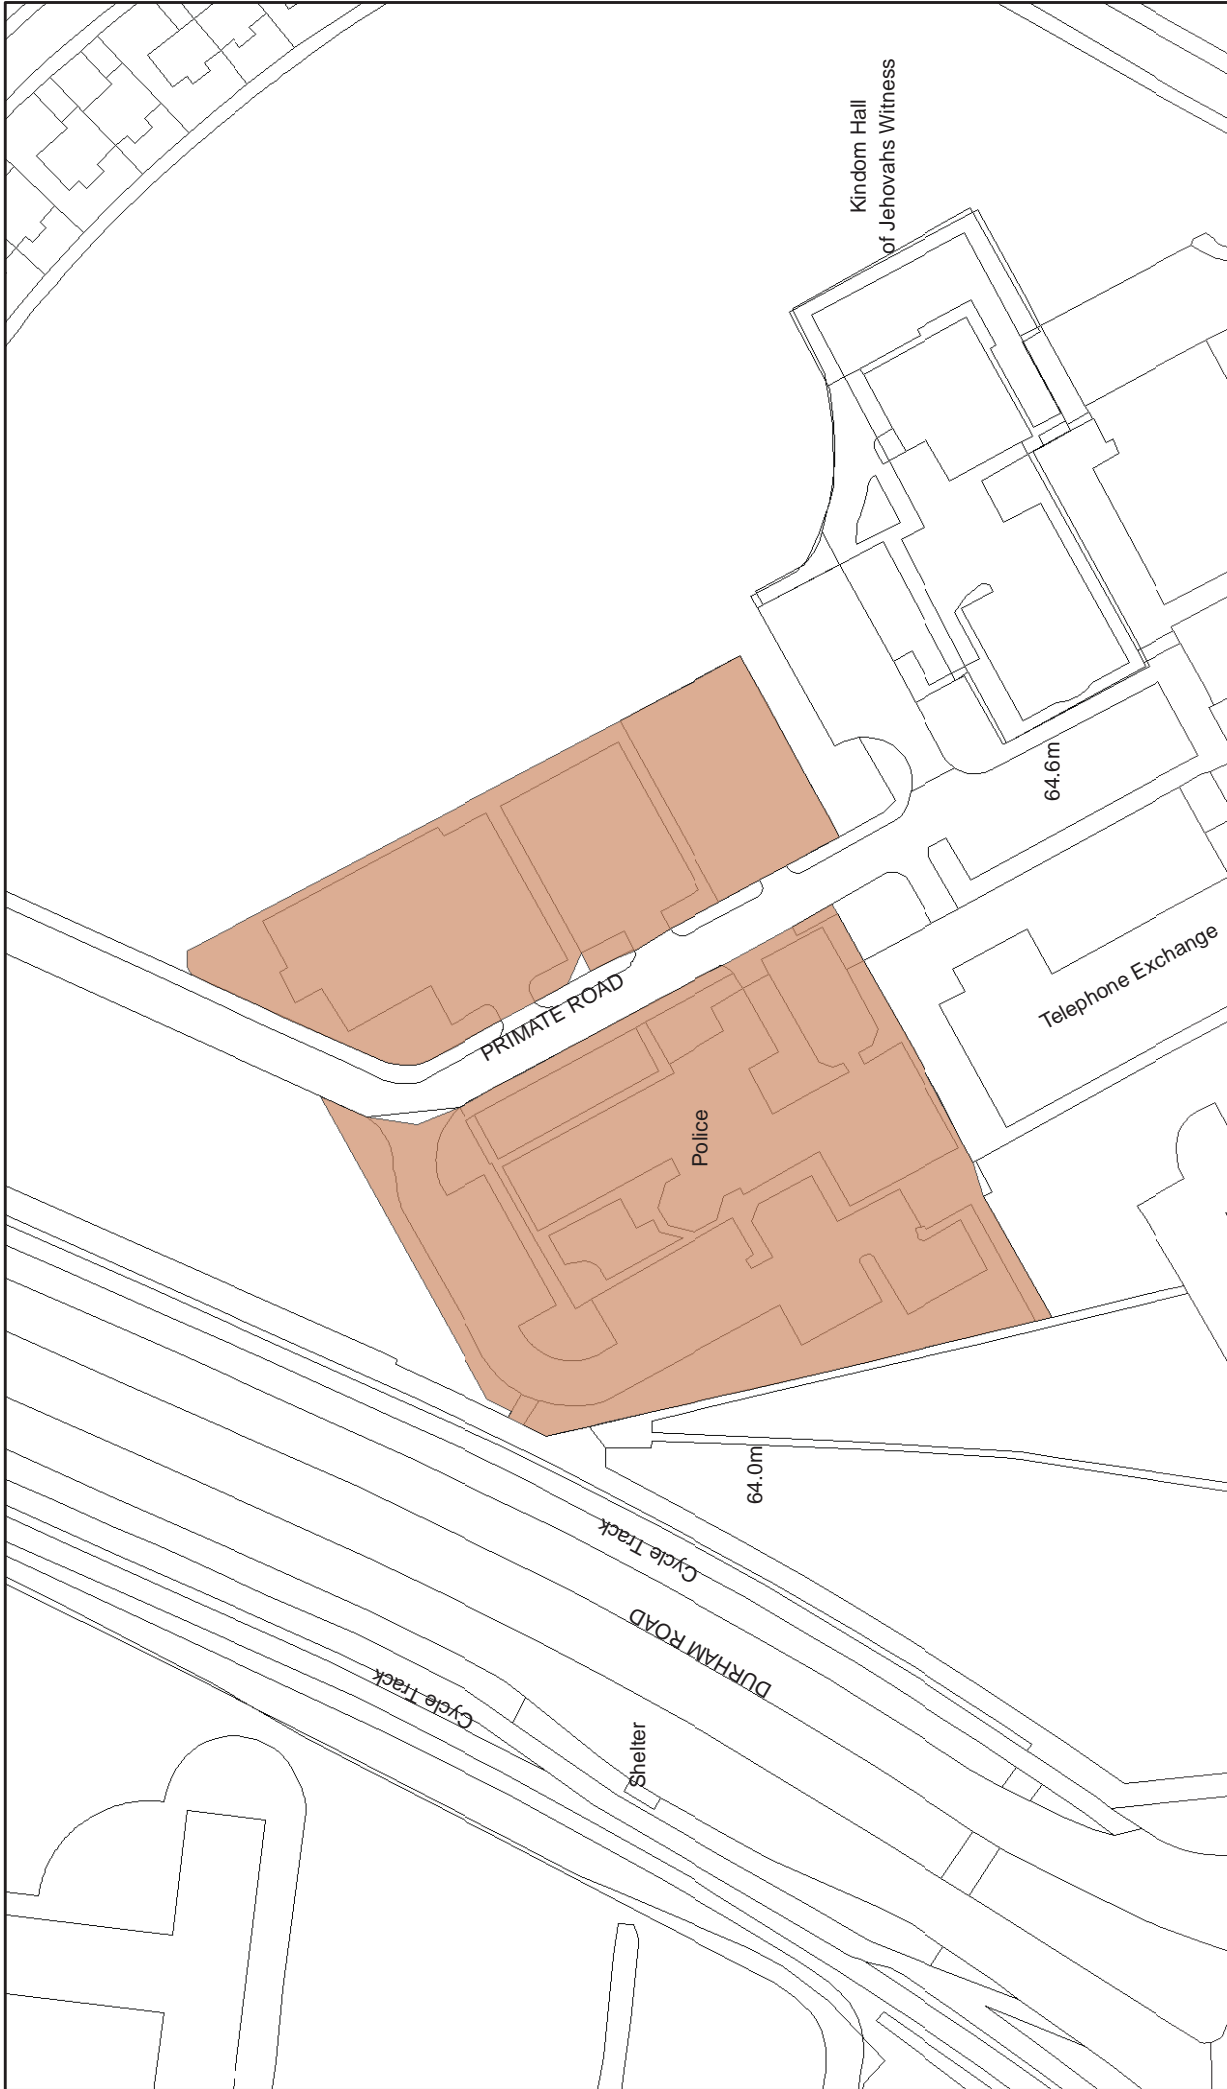 Kindom Hall
of Jehovahs Witness
64.6m
Telephone Exchange
PRIMATE ROAD
Police
64.0m
Cycle Track
DURHAM ROAD
Cycle Track
Shelter